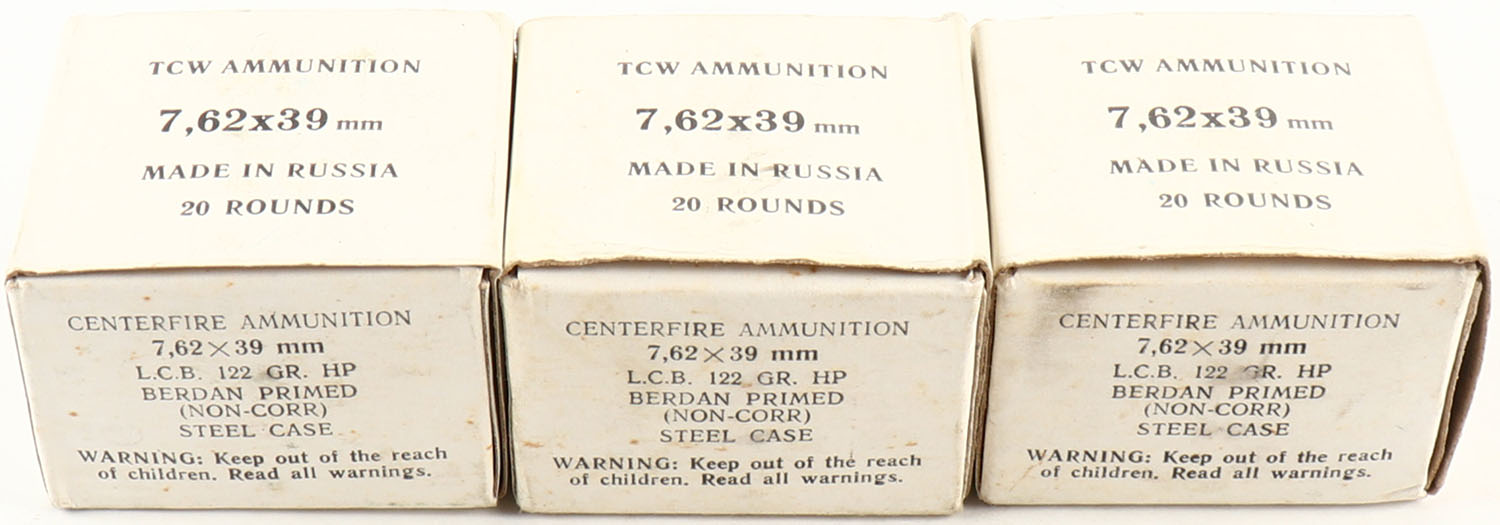 TCW AMMUNITION
7,62x39 mm
MADE IN RUSSIA
20 ROUNDS
CENTERFIRE AMMUNITION
7,62×39 mm
L.C.B. 122 GR. HP
BERDAN PRIMED
(NON-CORR)
STEEL CASE
WARNING: Keep out of the reach
of children. Read all warnings.
TCW AMMUNITION
7,62x39 mm
MADE IN RUSSIA
20 ROUNDS
CENTERFIRE AMMUNITION
7,62×39 mm
L.C.B. 122 GR. HP
BERDAN PRIMED
(NON-CORR)
STEEL CASE
WARNING: Keep out of the reach
of children. Read all warnings.
TCW AMMUNITION
7,62x39 mm
MADE IN RUSSIA
20 ROUNDS
CENTERFIRE AMMUNITION
7,62×39 mm
L.C.B. 122 GR. HP
BERDAN PRIMED
(NON-CORR)
STEEL CASE
WARNING: Keep out of the reach
of children. Read all warnings.